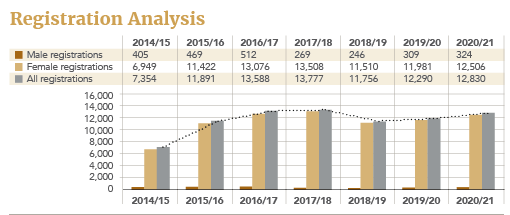 Registration Analysis
2014/15 2015/16 2016/17 2017/18 2018/19 2019/20 2020/21
Male registrations 405 469 512 269 246 309 324
Female registrations 6,949 11,422 13,076 13,508 11,510 11,981 12,506
All registrations 7,354 11,891 13,588 13,777 11,756 12,290 12,830
16,000
14,000
12,000
10,000
8,000
6,000
4,000
2,000
0
2014/15 2015/16 2016/17 2017/18 2018/19 2019/20 2020/21